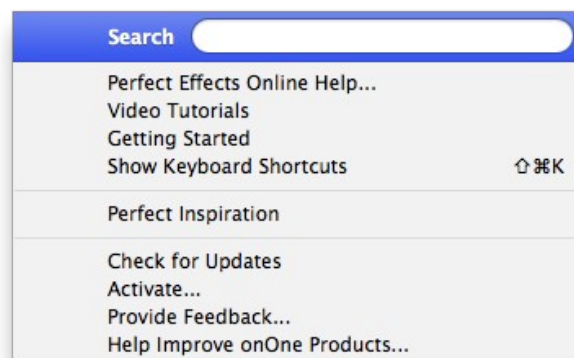 Search
Perfect Effects Online Help...
Video Tutorials
Getting Started
Show Keyboard Shortcuts ⇧⌘K
Perfect Inspiration
Check for Updates
Activate...
Provide Feedback...
Help Improve onOne Products...